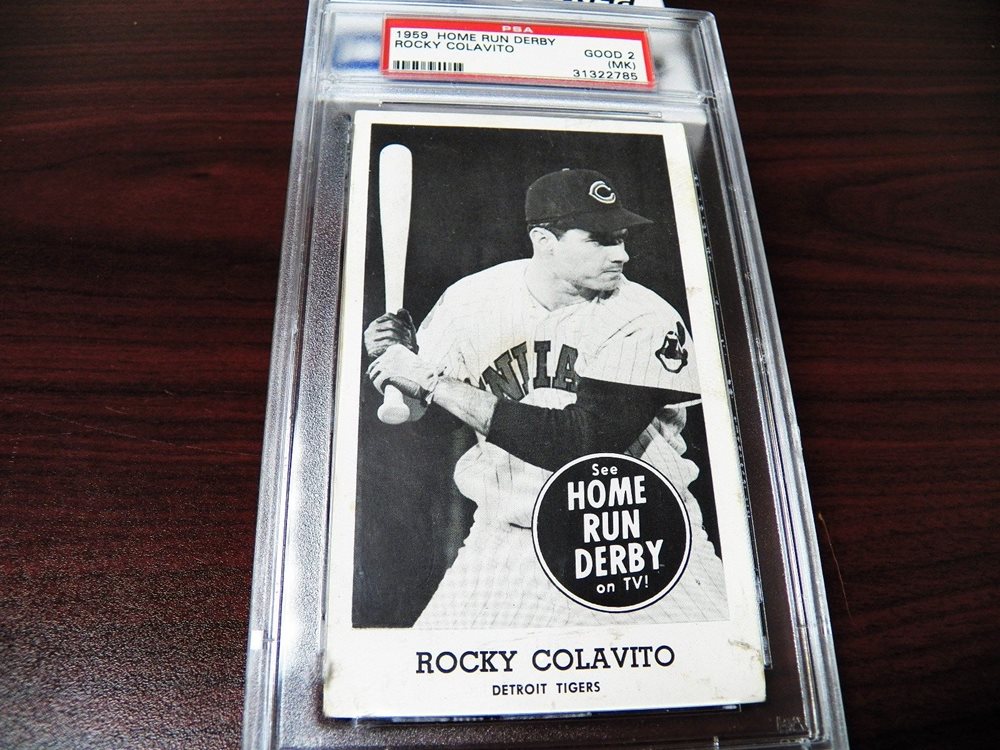 PSA
1959 HOME RUN DERBY
ROCKY COLAVITO
GOOD 2
(MK)
31322785
C
See
HOME
RUN
DERBY
on TV!
ROCKY COLAVITO
DETROIT TIGERS